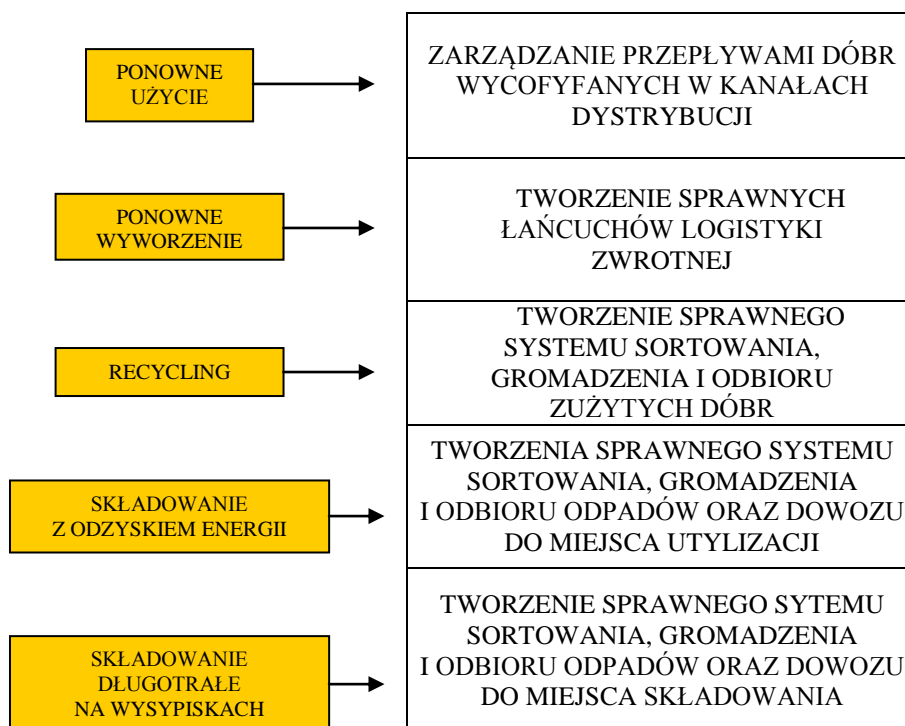 PONOWNE
UŻYCIE
ZARZĄDZANIE PRZEPŁYWAMI DÓBR
WYCOFYFANYCH W KANAŁACH
DYSTRYBUCJI
PONOWNE
WYWORZENIE
TWORZENIE SPRAWNYCH
ŁAŃCUCHÓW LOGISTYKI
ZWROTNEJ
RECYCLING
TWORZENIE SPRAWNEGO
SYSTEMU SORTOWANIA,
GROMADZENIA I ODBIORU
ZUŻYTYCH DÓBR
SKŁADOWANIE
Z ODZYSKIEM ENERGII
TWORZENIA SPRAWNEGO SYSTEMU
SORTOWANIA, GROMADZENIA
I ODBIORU ODPADÓW ORAZ DOWOZU
DO MIEJSCA UTYLIZACJI
SKŁADOWANIE
DŁUGOTRAŁE
NA WYSYPISKACH
TWORZENIE SPRAWNEGO SYTEMU
SORTOWANIA, GROMADZENIA
I ODBIORU ODPADÓW ORAZ DOWOZU
DO MIEJSCA SKŁADOWANIA